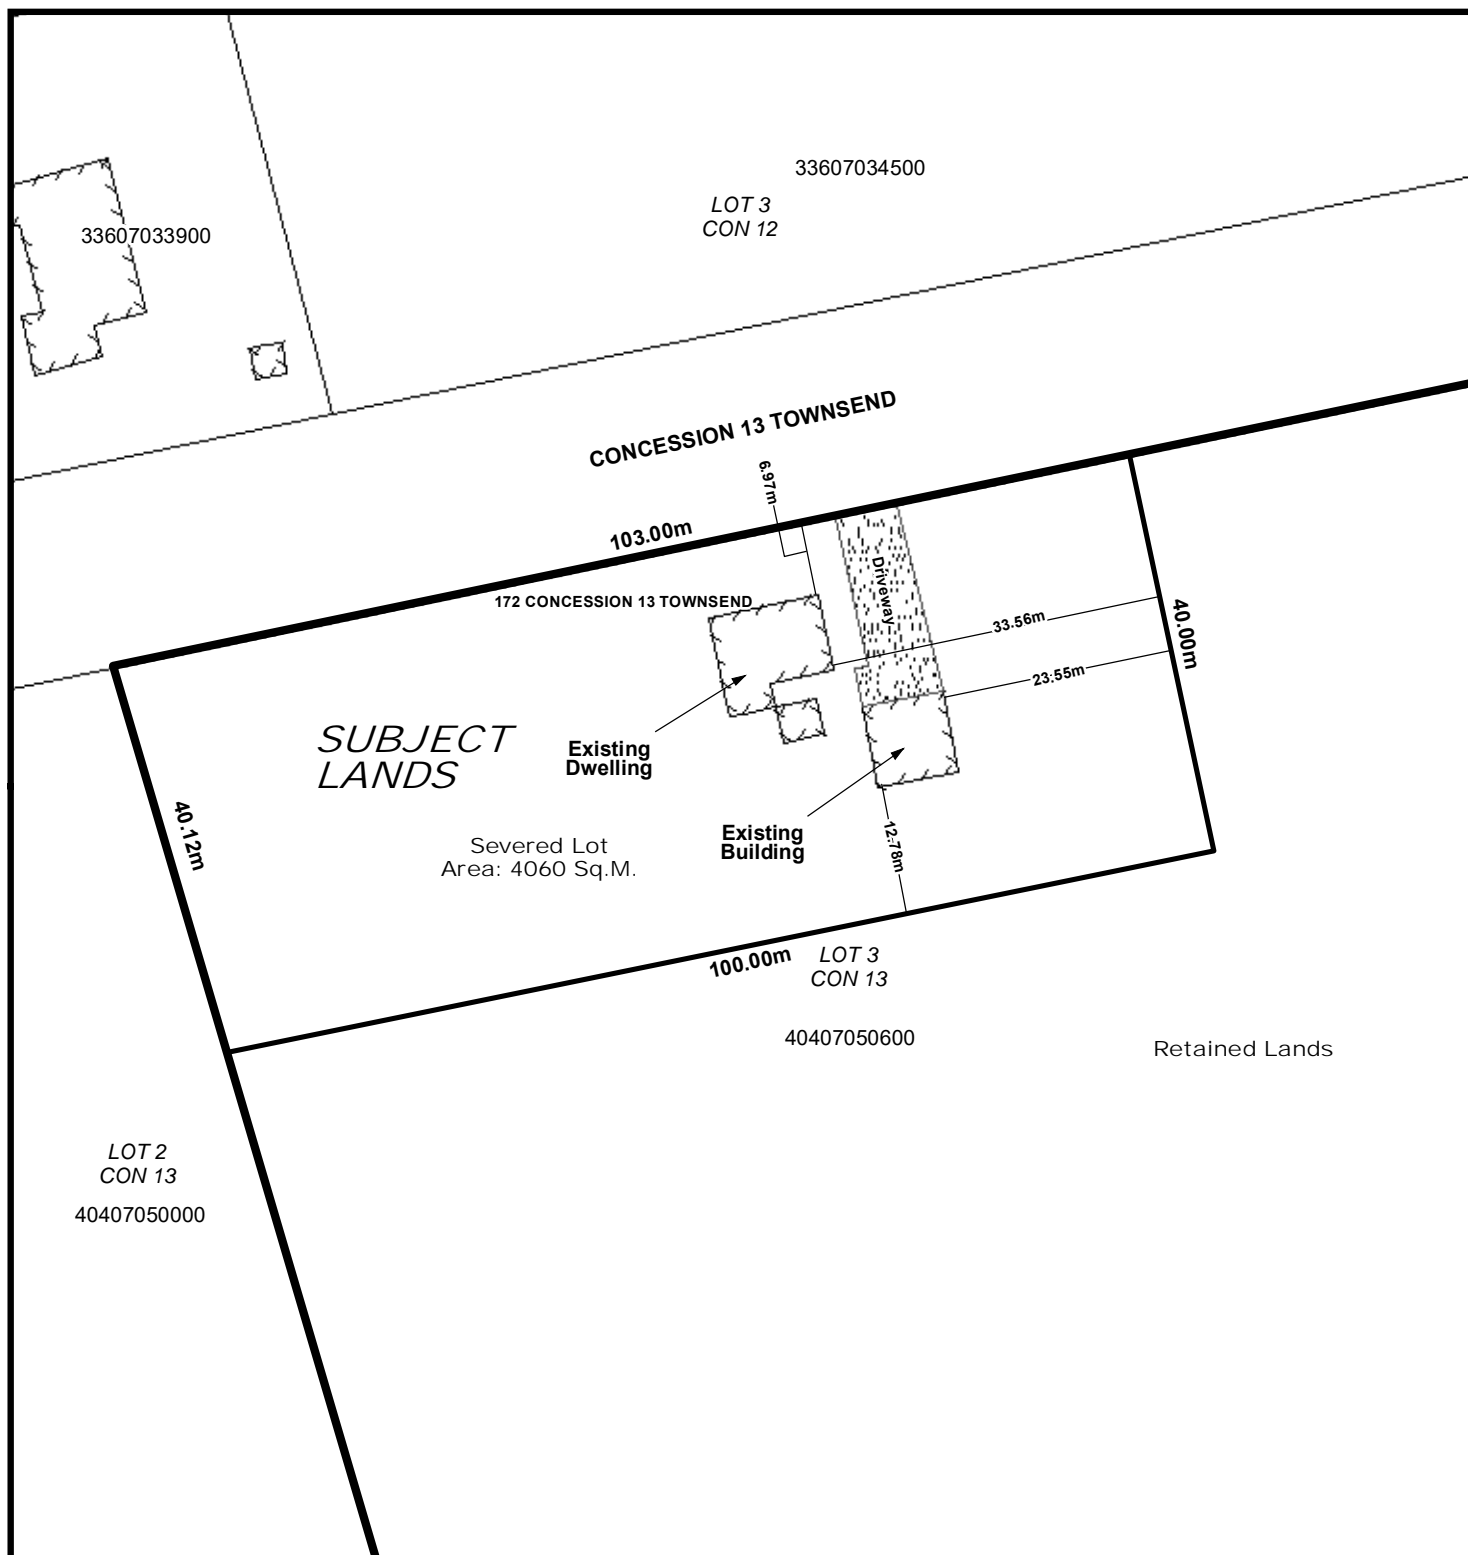 33607034500
LOT 3
CON 12
33607033900
CONCESSION 13 TOWNSEND
6.97m
103.00m
Driveway
172 CONCESSION 13 TOWNSEND
33.56m
40.00m
23.55m
SUBJECT
LANDS
Existing
Dwelling
40.12m
Severed Lot
Area: 4060 Sq.M.
Existing
Building
12.78m
100.00m
LOT 3
CON 13
40407050600
Retained Lands
LOT 2
CON 13
40407050000